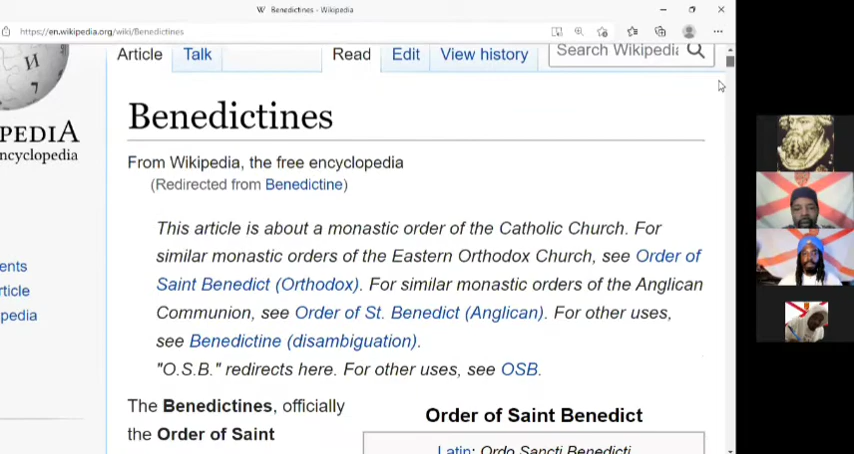 Benedictines - Wikipedia
https://en.wikipedia.org/wiki/Benedictines
Article Talk Read Edit View history Search Wikipedia
PEDIA
ncyclopedia
Benedictines
From Wikipedia, the free encyclopedia
(Redirected from Benedictine)
This article is about a monastic order of the Catholic Church. For
similar monastic orders of the Eastern Orthodox Church, see Order of
Saint Benedict (Orthodox). For similar monastic orders of the Anglican
Communion, see Order of St. Benedict (Anglican). For other uses,
see Benedictine (disambiguation).
"O.S.B." redirects here. For other uses, see OSB.
ents
rticle
pedia
The Benedictines, officially
the Order of Saint
Order of Saint Benedict
Latin: Ordo Sancti Benedicti